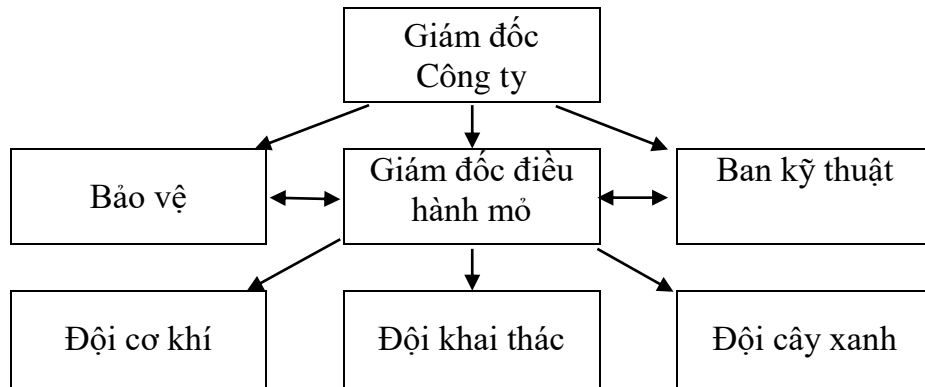 Giám đốc
Công ty
Bảo vệ
Giám đốc điều
hành mỏ
Ban kỹ thuật
Đội cơ khí
Đội khai thác
Đội cây xanh